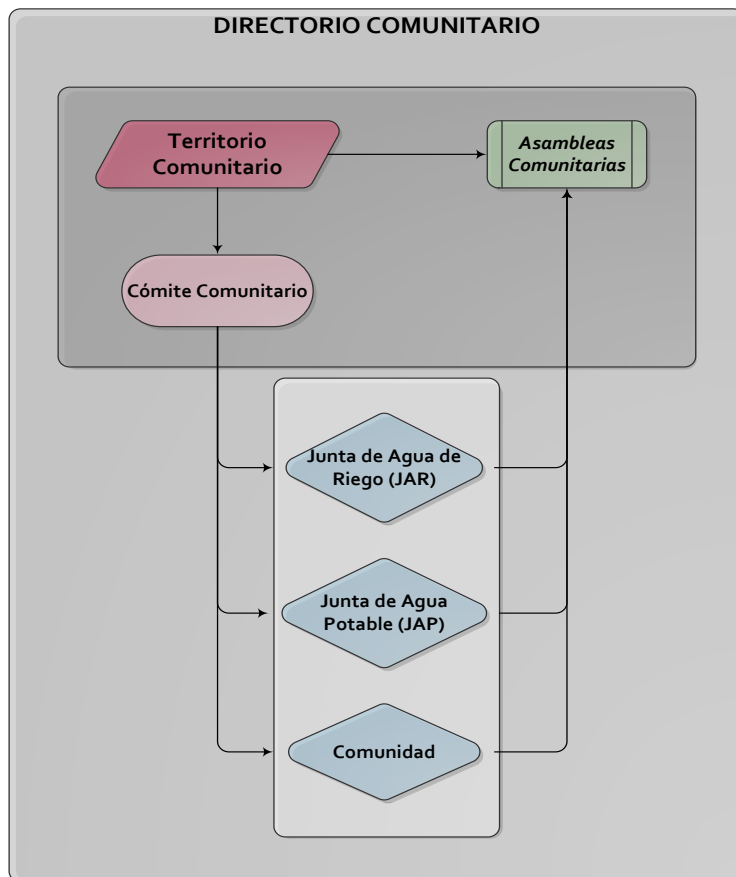 DIRECTORIO COMUNITARIO
Territorio
Comunitario
Asambleas
Comunitarias
Cómite Comunitario
Junta de Agua de
Riego (JAR)
Junta de Agua
Potable (JAP)
Comunidad